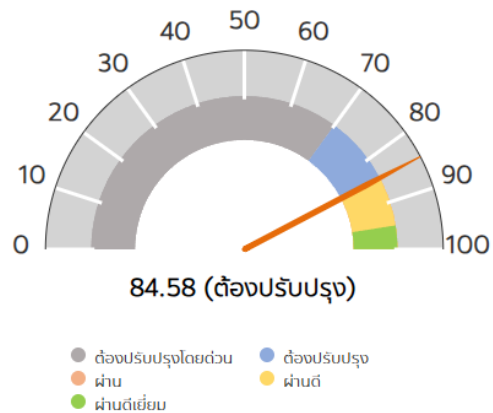 50
40
60
30
70
20
80
10
90
0
100
84.58 (ต้องปรับปรุง)
ต้องปรับปรุงโดยด่วน
ต้องปรับปรุง
ผ่าน
ผ่านดี
ผ่านดีเยี่ยม